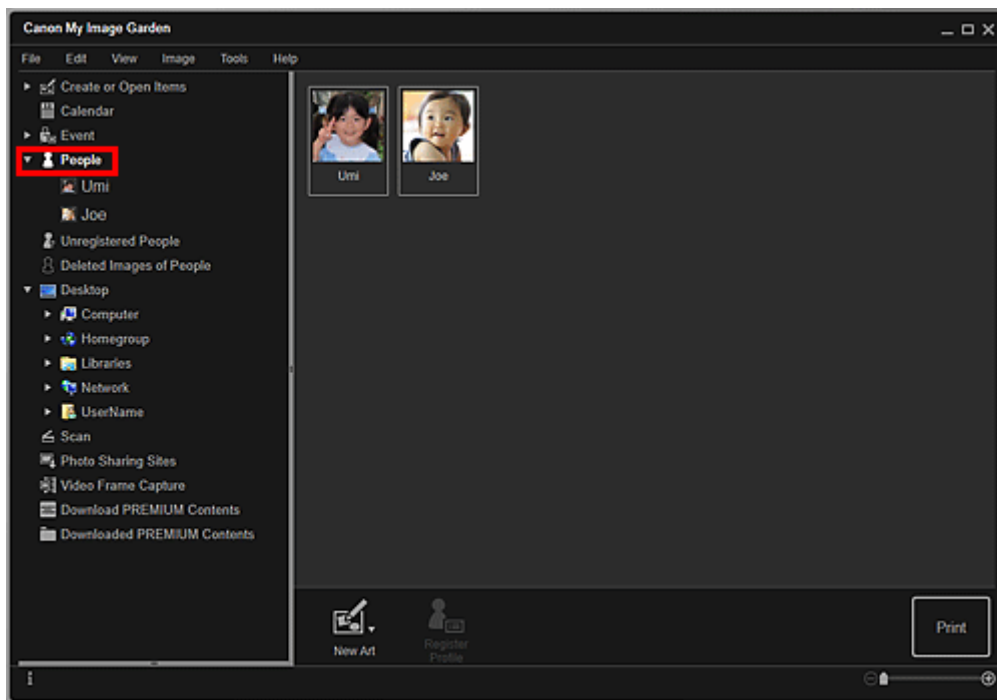 Canon My Image Garden
File Edit View Image Tools Help
Create or Open Items
Calendar
Event
People
Umi
Joe
Unregistered People
Deleted Images of People
Desktop
Computer
Homegroup
Libraries
Network
UserName
Scan
Photo Sharing Sites
Video Frame Capture
Download PREMIUM Contents
Downloaded PREMIUM Contents
Umi Joe
New Art
Register
Profile
Print